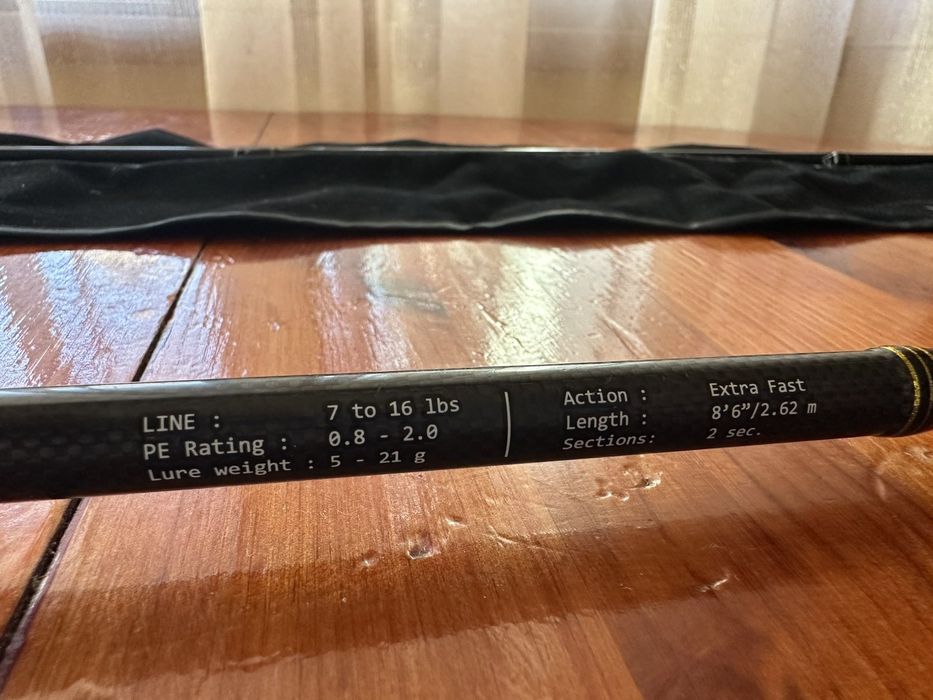 LINE : 7 to 16 lbs
PE Rating : 0.8 - 2.0
Lure weight : 5 - 21 g
Action : Extra Fast
Length : 8'6”/2.62 m
Sections: 2 sec.